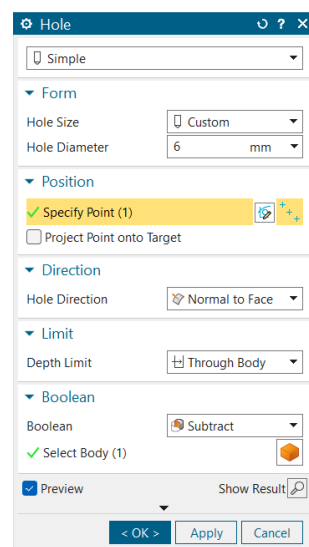 Hole ?
Simple
Form
Hole Size Custom
Hole Diameter 6 mm
Position
Specify Point (1)
Project Point onto Target
Direction
Hole Direction Normal to Face
Limit
Depth Limit Through Body
Boolean
Boolean Subtract
Select Body (1)
Preview Show Result
< OK > Apply Cancel